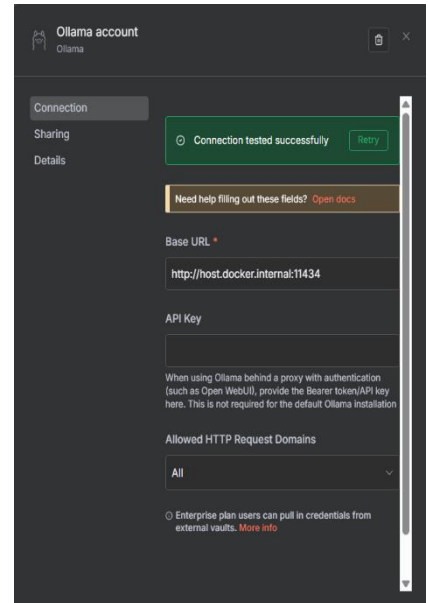 Ollama account
Ollama
Connection
Sharing
Details
Connection tested successfully
Retry
Need help filling out these fields? Open docs
Base URL *
http://host.docker.internal:11434
API Key
When using Ollama behind a proxy with authentication
(such as Open WebUI), provide the Bearer token/API key
here. This is not required for the default Ollama installation
Allowed HTTP Request Domains
All
Enterprise plan users can pull in credentials from
external vaults. More info